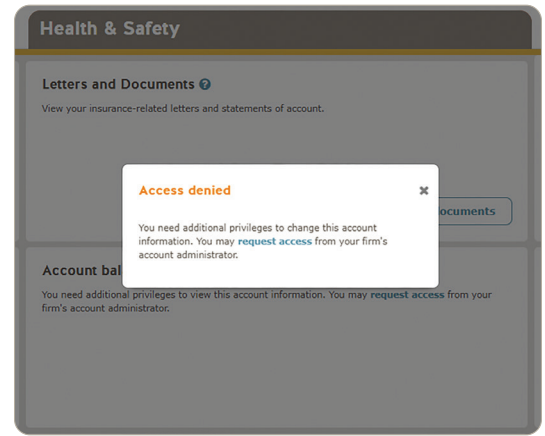 Health & Safety
Letters and Documents
View your insurance-related letters and statements of account.
Access denied
You need additional privileges to change this account
information. You may request access from your firm's
account administrator.
ocuments
Account bal
You need additional privileges to view this account information. You may request access from your
firm's account administrator.